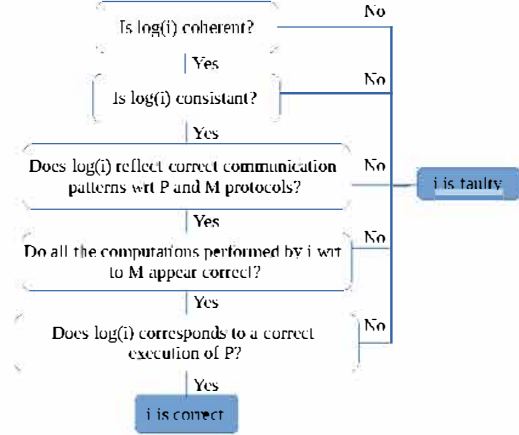 Is log(i) coherent?
No
Yes
Is log(i) consistant?
No
Yes
Does log(i) reflect correct communication
patterns wrt P and M protocols?
No
i is faulty
Yes
Do all the computations performed by i wrt
to M appear correct?
No
Yes
Does log(i) corresponds to a correct
execution of P?
No
Yes
i is correct